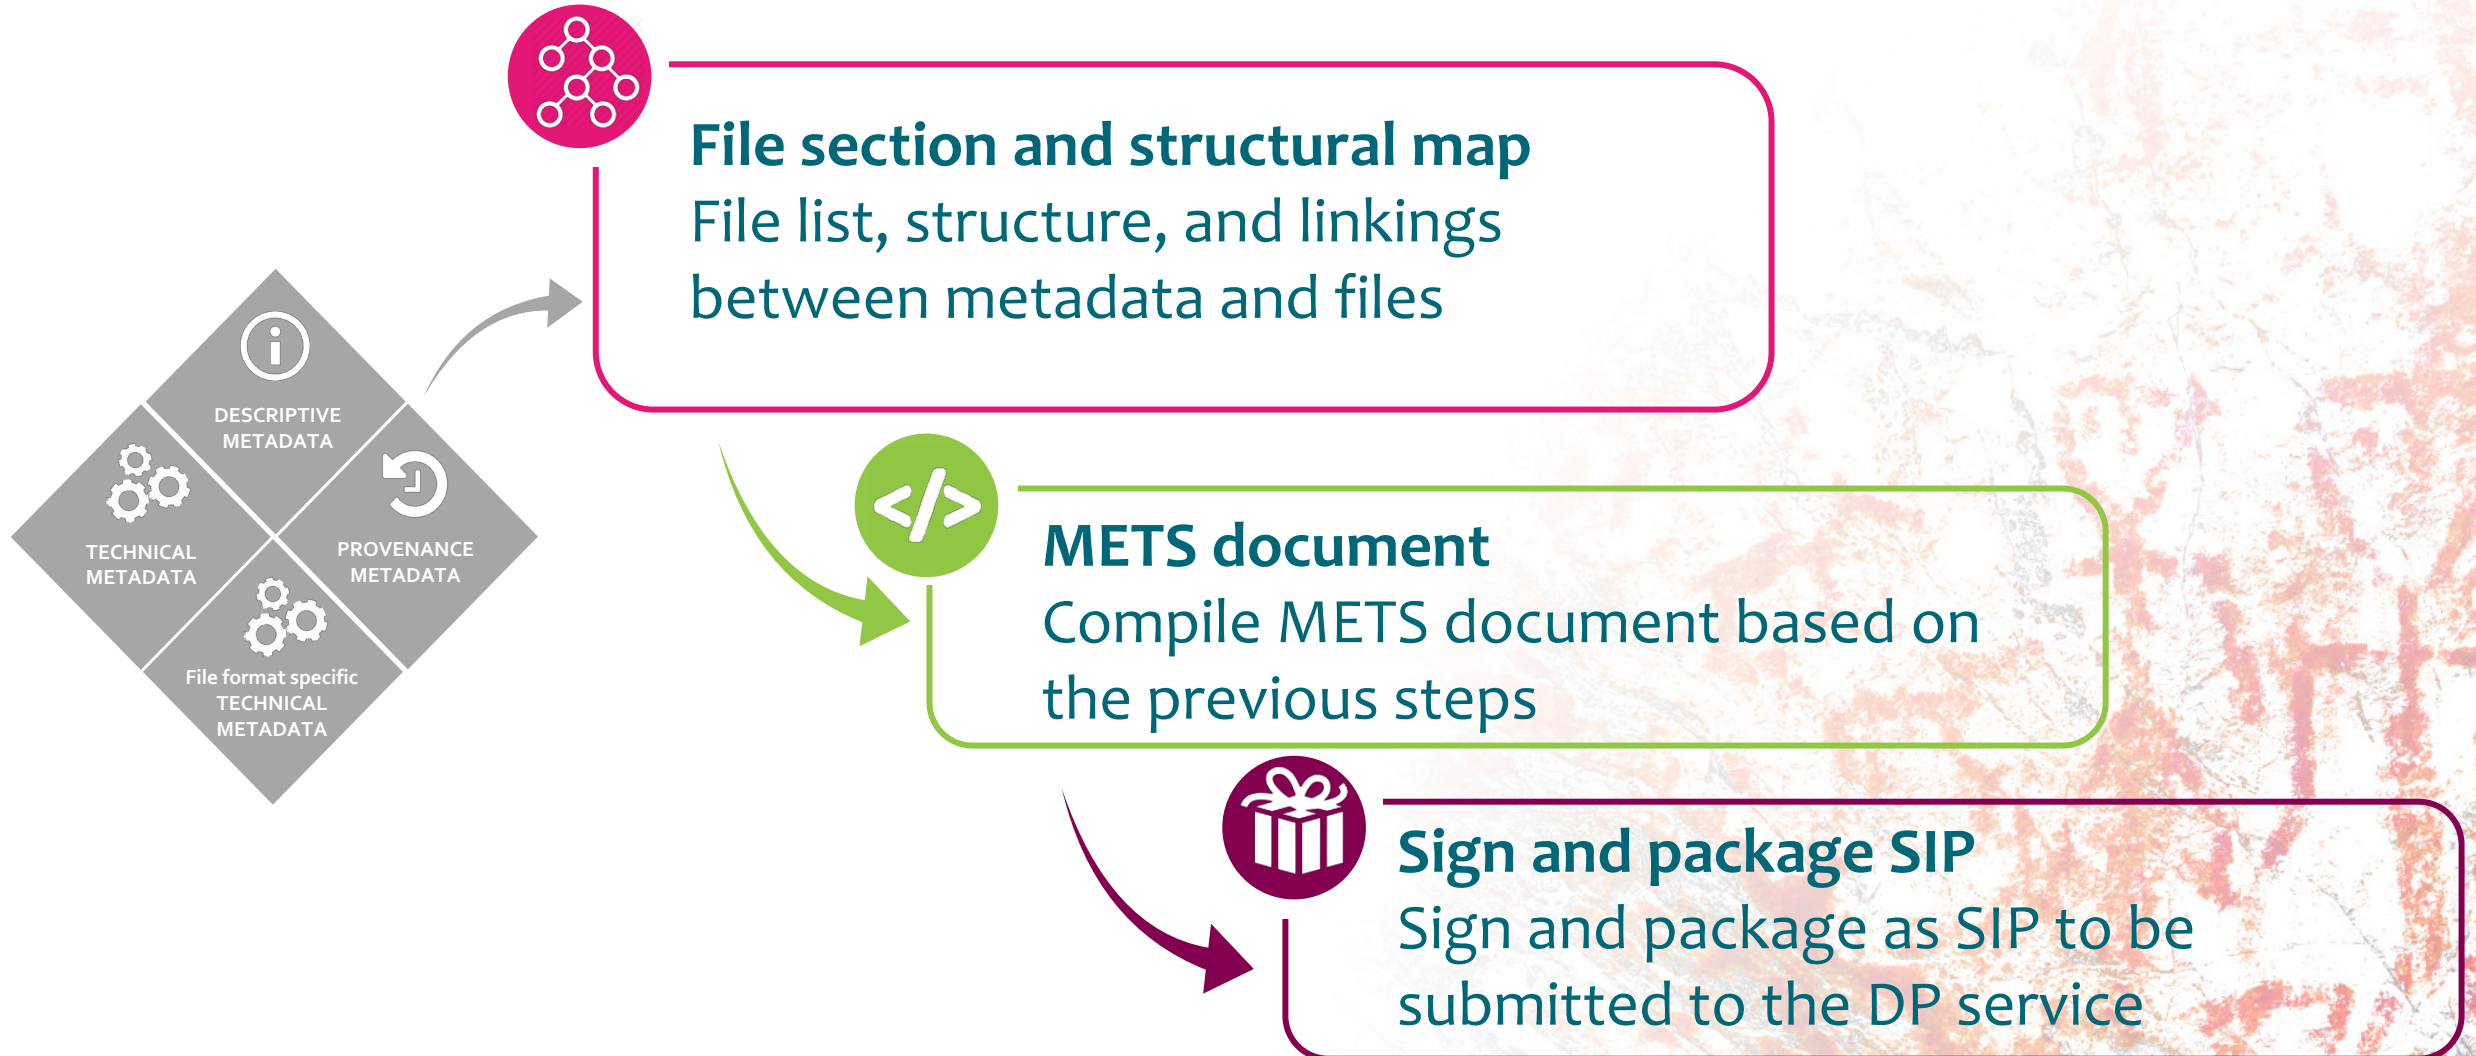 File section and structural map
File list, structure, and linkings
between metadata and files
DESCRIPTIVE
METADATA
TECHNICAL
METADATA
PROVENANCE
METADATA
File format specific
TECHNICAL
METADATA
METS document
Compile METS document based on
the previous steps
Sign and package SIP
Sign and package as SIP to be
submitted to the DP service